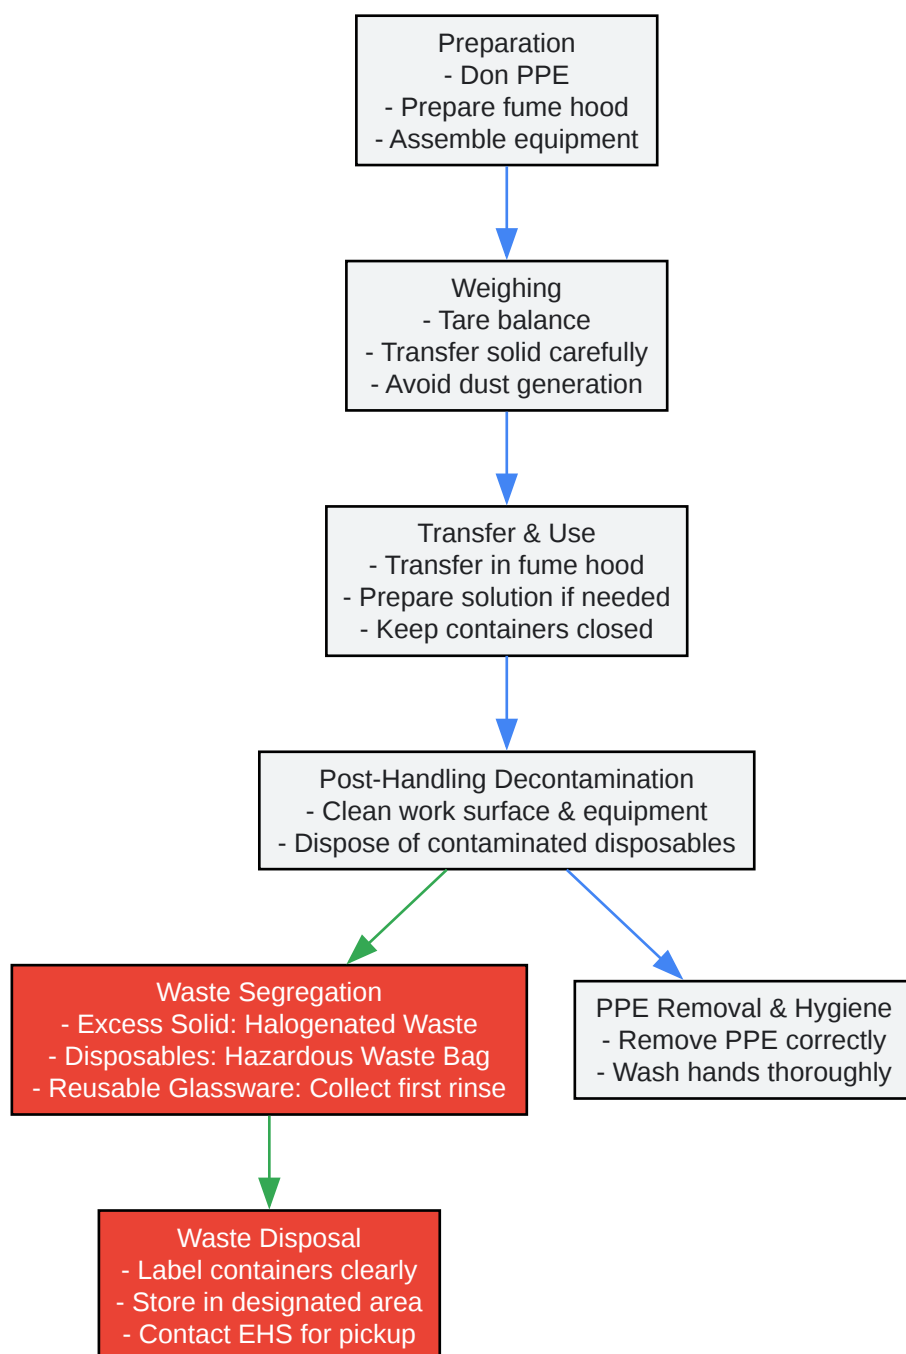 Preparation
- Don PPE
- Prepare fume hood
- Assemble equipment
Weighing
- Tare balance
- Transfer solid carefully
- Avoid dust generation
Transfer & Use
- Transfer in fume hood
- Prepare solution if needed
- Keep containers closed
Post-Handling Decontamination
- Clean work surface & equipment
- Dispose of contaminated disposables
Waste Segregation
- Excess Solid: Halogenated Waste
- Disposables: Hazardous Waste Bag
- Reusable Glassware: Collect first rinse
PPE Removal & Hygiene
- Remove PPE correctly
- Wash hands thoroughly
Waste Disposal
- Label containers clearly
- Store in designated area
- Contact EHS for pickup